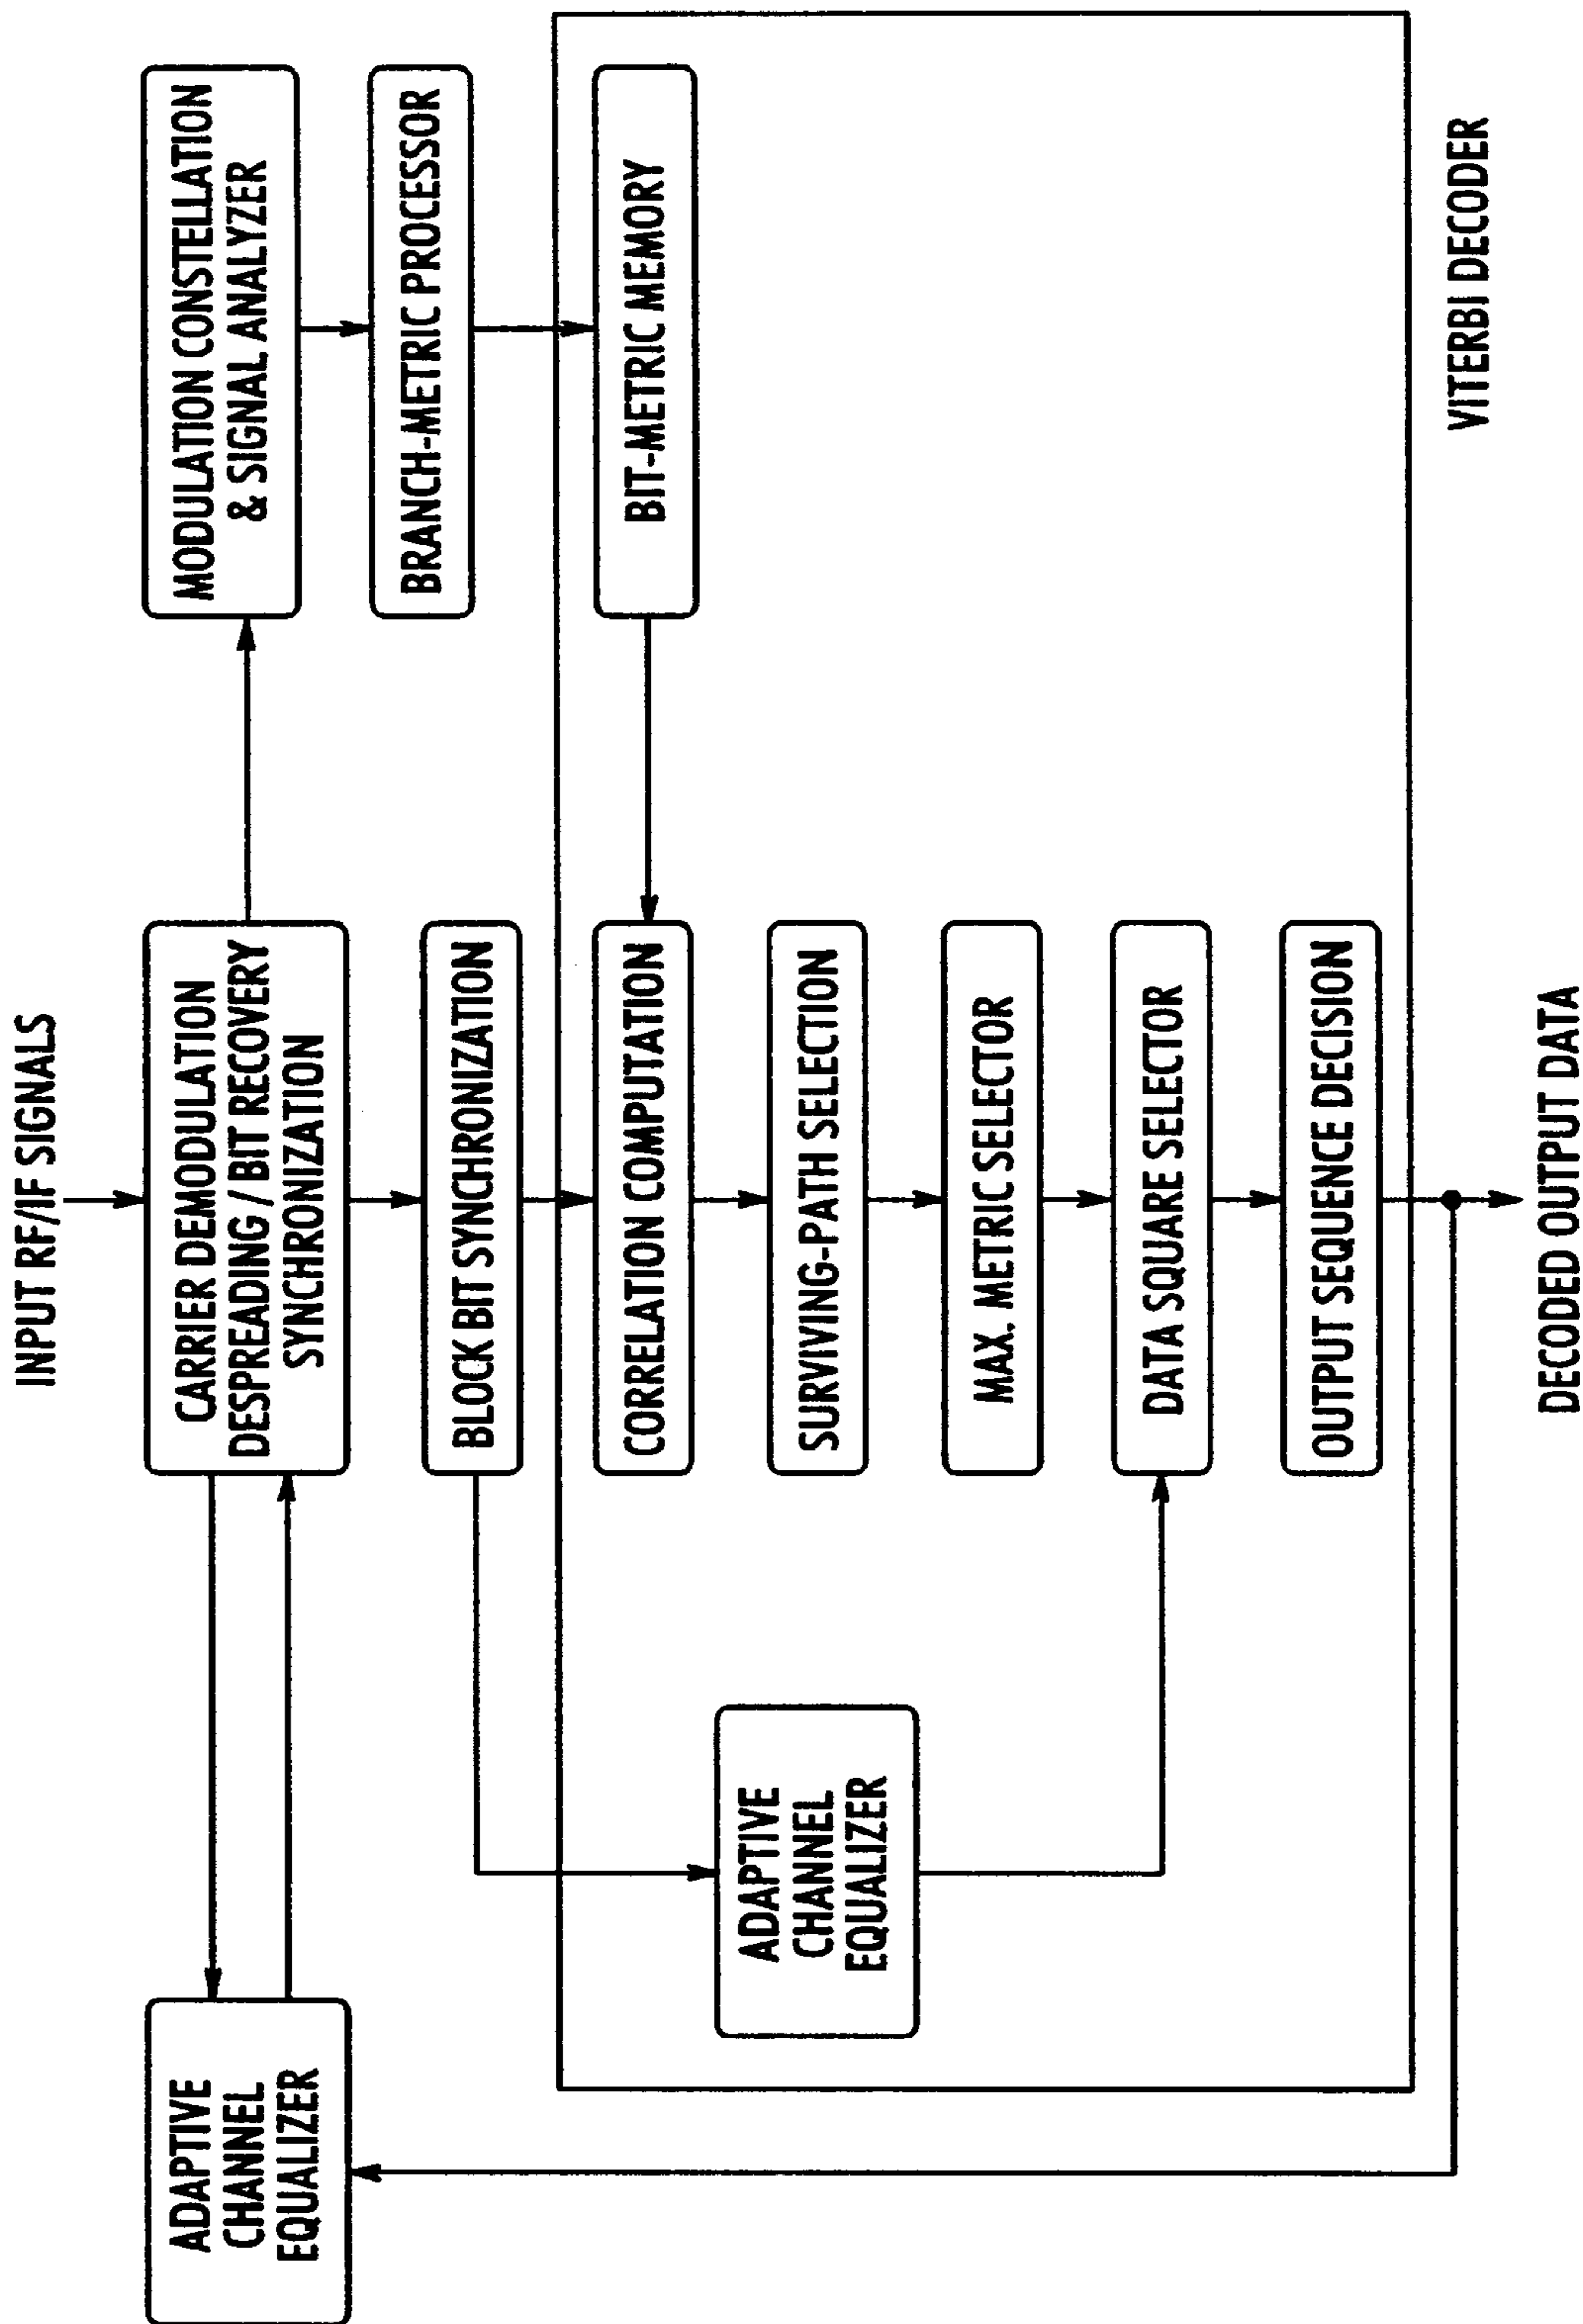 INPUT RF/IF SIGNALS
ADAPTIVE
CHANNEL
EQUALIZER
CARRIER DEMODULATION
DESPREADING / BIT RECOVERY
SYNCHRONIZATION
MODULATION CONSTELLATION
& SIGNAL ANALYZER
BLOCK BIT SYNCHRONIZATION
BRANCH-METRIC PROCESSOR
CORRELATION COMPUTATION
BIT-METRIC MEMORY
ADAPTIVE
CHANNEL
EQUALIZER
SURVIVING-PATH SELECTION
MAX. METRIC SELECTOR
DATA SQUARE SELECTOR
OUTPUT SEQUENCE DECISION
VITERBI DECODER
DECODED OUTPUT DATA